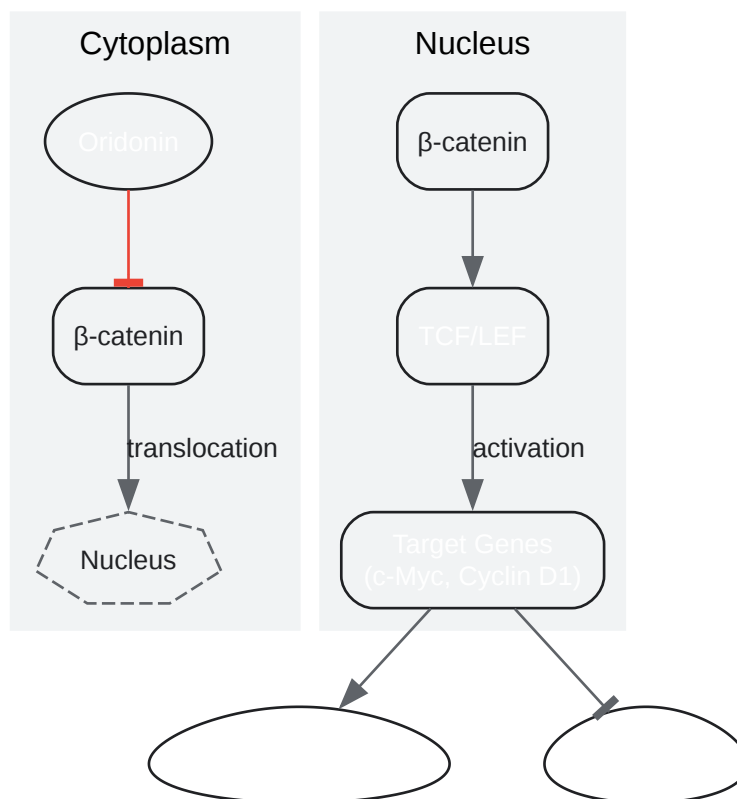 Cytoplasm
Nucleus
Oridonin
β-catenin
β-catenin
TCF/LEF
translocation
activation
Nucleus
Target Genes
(c-Myc, Cyclin D1)